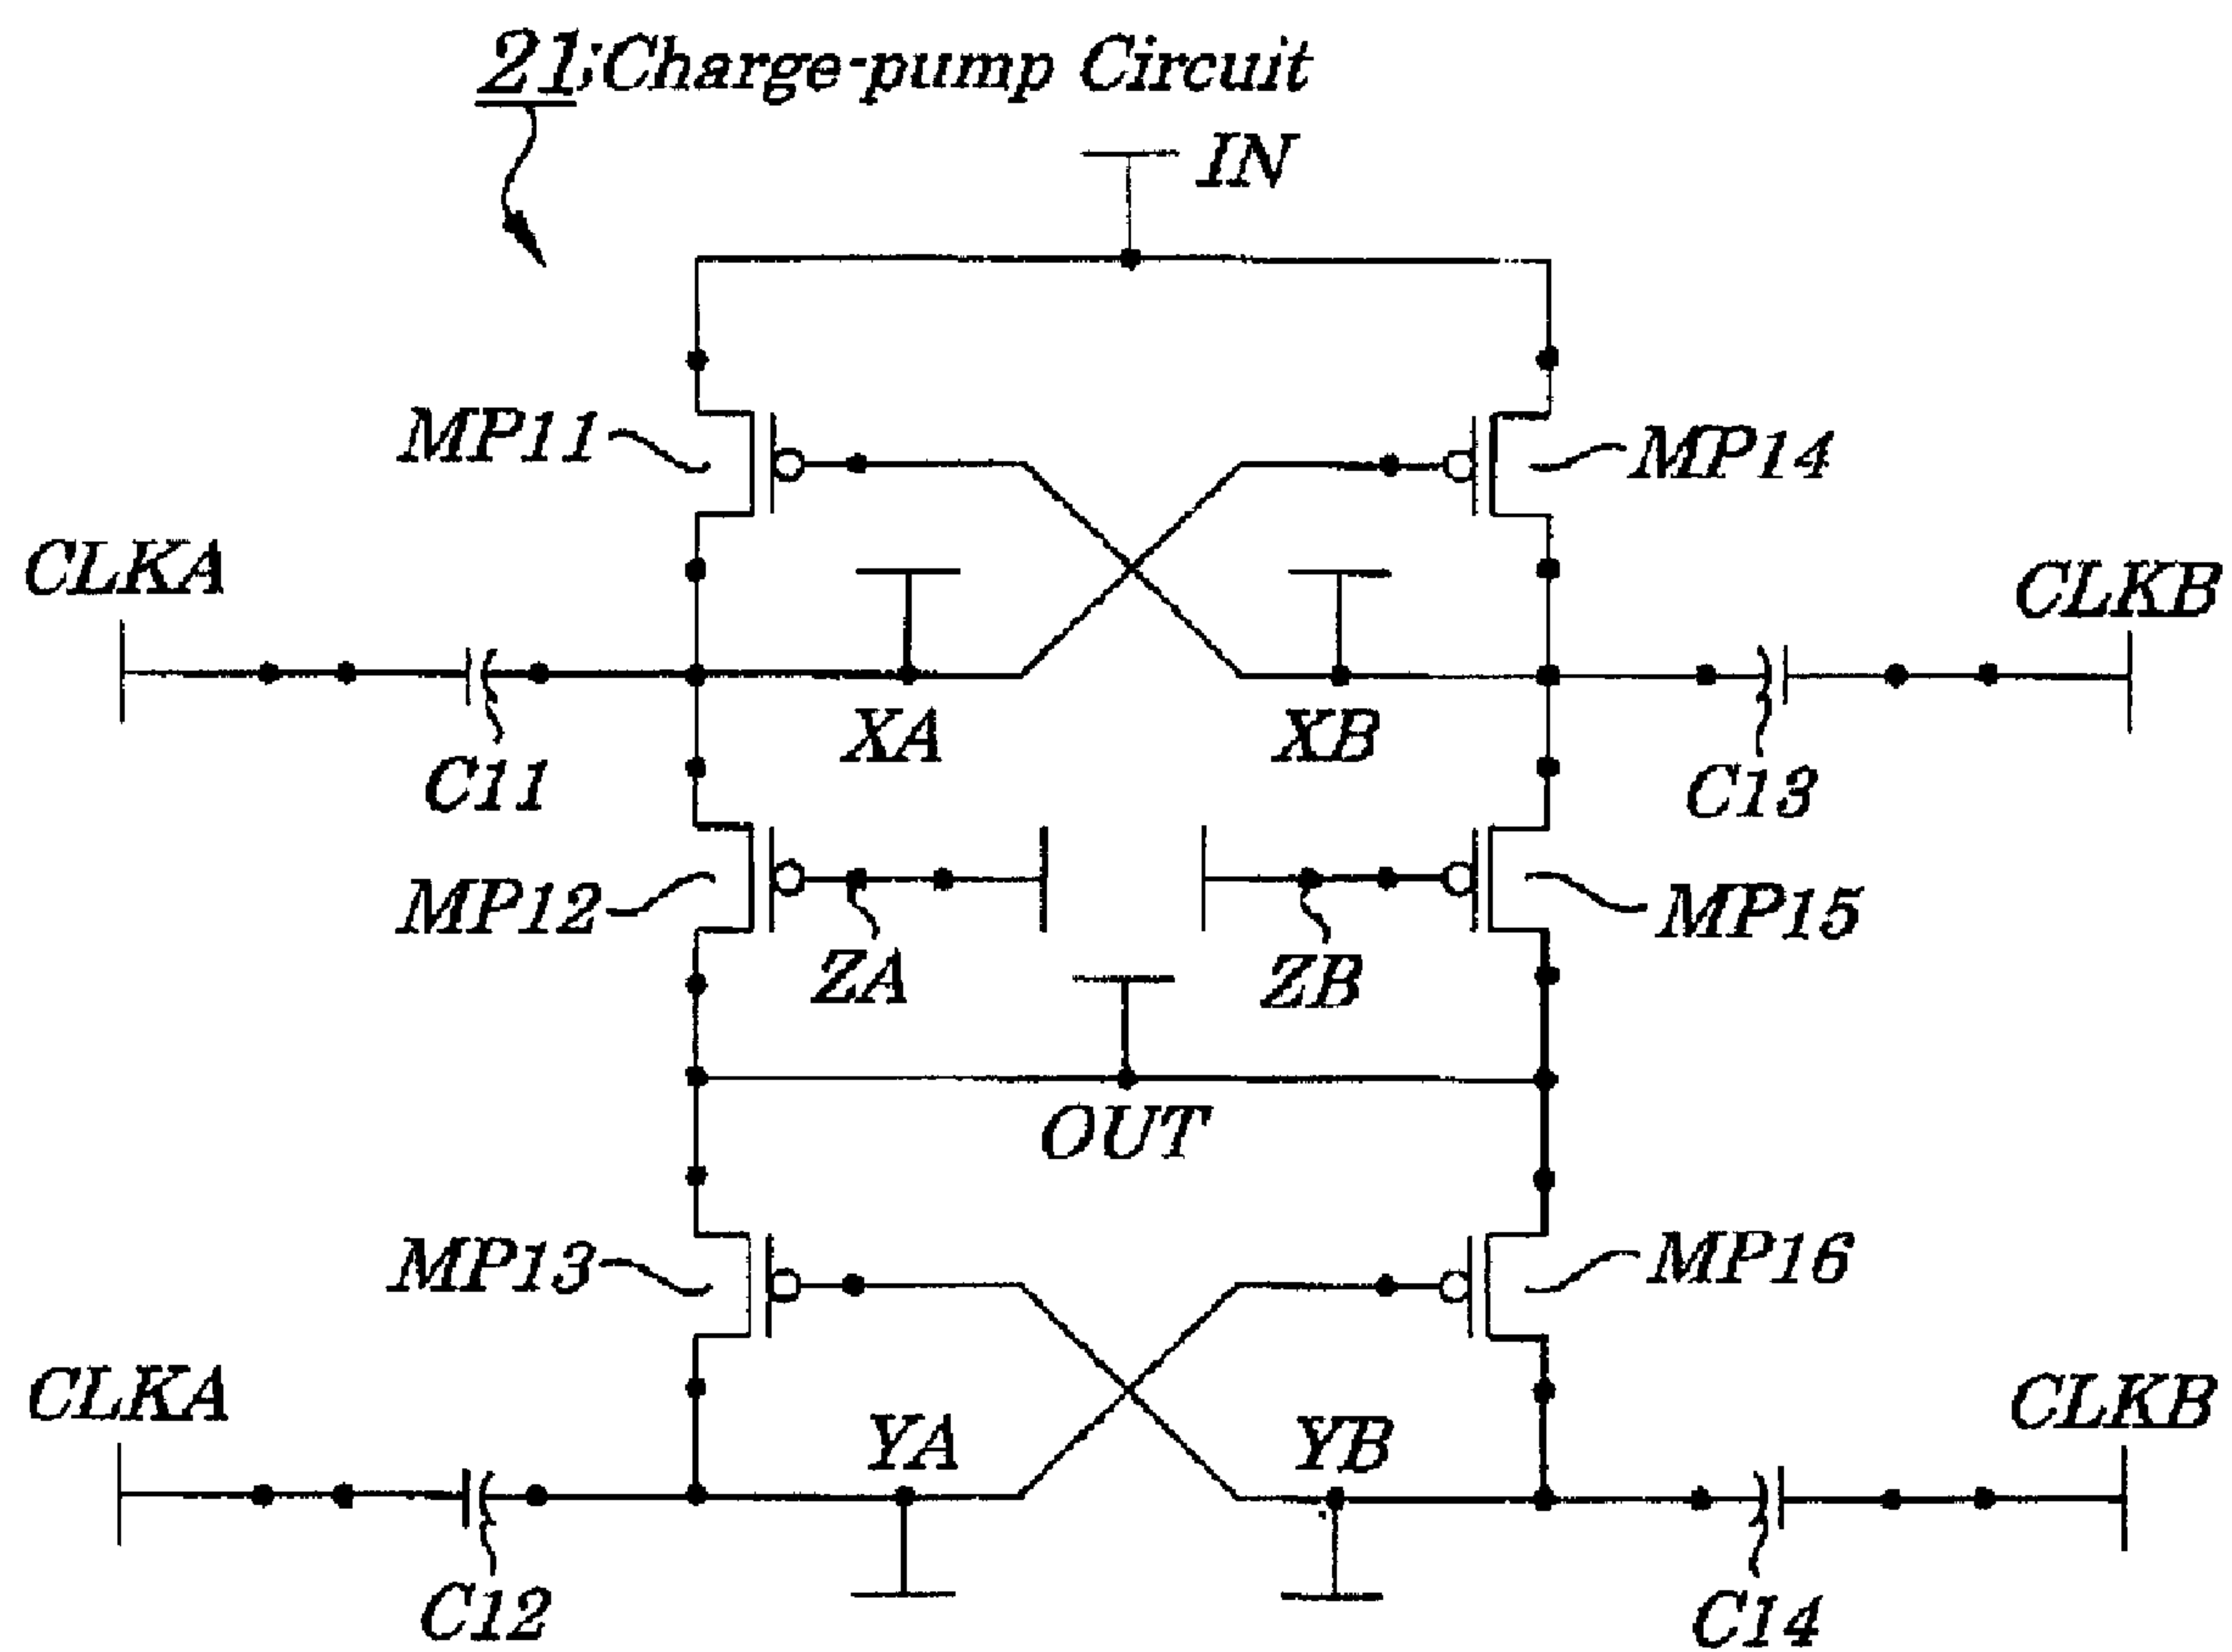 21;Charge-pump Circuit
IN
MP11
MP14
CLKA
CLKB
XA
XB
C11
C13
MP12
MP15
ZA
ZB
OUT
MP13
MP16
CLKA
CLKB
YA
YB
C12
C14